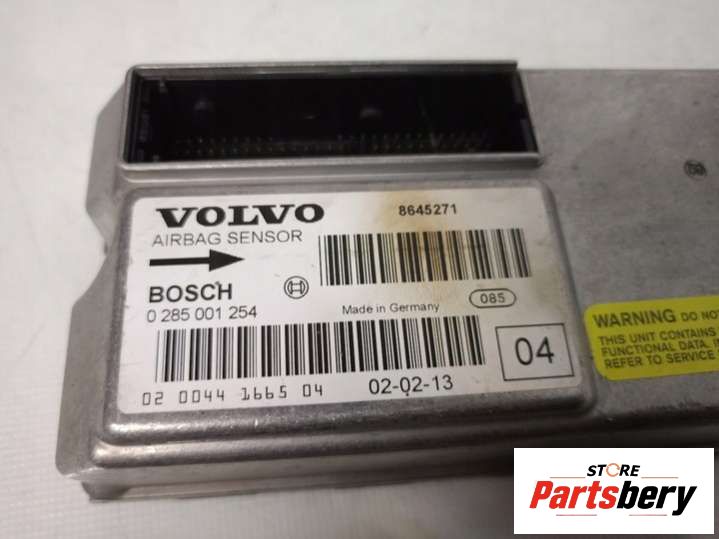 VOLVO
8645271
AIRBAG SENSOR
BOSCH
0 285 001 254
Made in Germany
085
04
02 0044 1665 04
02-02-13
WARNING DO NO
THIS UNIT CONTAINS
FUNCTIONAL DATA. I
REFER TO SERVICE
STORE
Partsbery